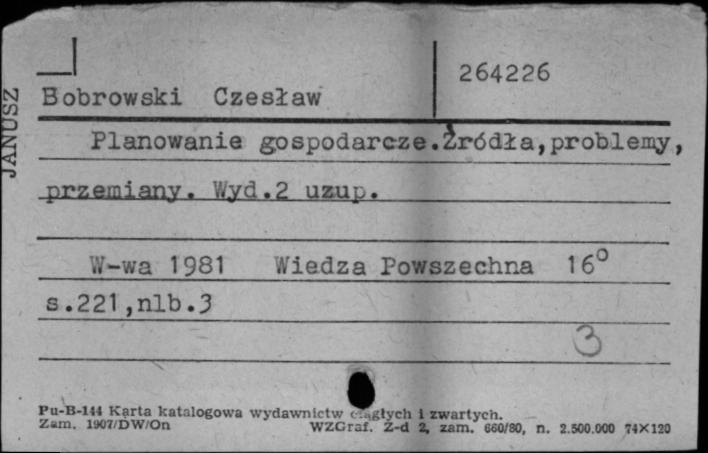 264226
Bobrowski Czesław
Planowanie gospodarcze.Źródła,problemy,
przemiany. Wyd.2 uzup.
W-wa 1981 Wiedza Powszechna 16°
s.221,nlb.3
3
Pu-B-144 Karta katalogowa wydawnictw ciągłych i zwartych.
Zam. 1907/DW/On WZGraf. Z-d 2, zam. 660/80, n. 2.500.000 74X120
JANUSZ